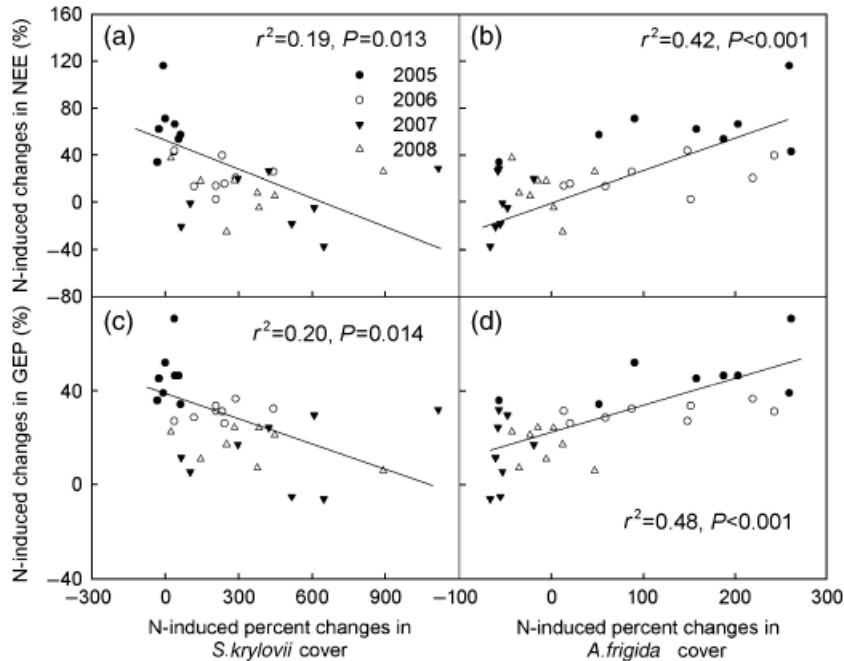 (a)
r²=0.19, P=0.013
2005
2006
2007
2008
(b)
r²=0.42, P<0.001
N-induced changes in NEE (%)
160
120
80
40
0
−40
−80
(c)
r²=0.20, P=0.014
(d)
r²=0.48, P<0.001
N-induced changes in GEP (%)
40
0
−40
−300 0 300 600 900 −100 0 100 200 300
N-induced percent changes in
S.krylovii cover
N-induced percent changes in
A.frigida cover